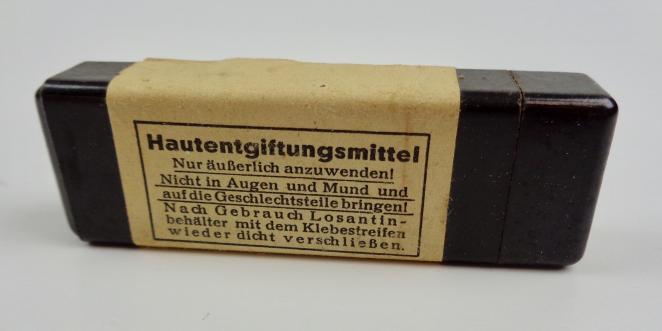 Hautentgiftungsmittel
Nur äußerlich anzuwenden!
Nicht in Augen und Mund und
auf die Geschlechtsteile bringen!
Nach Gebrauch Losantin-
behälter mit dem Klebestreifen
wieder dicht verschließen.